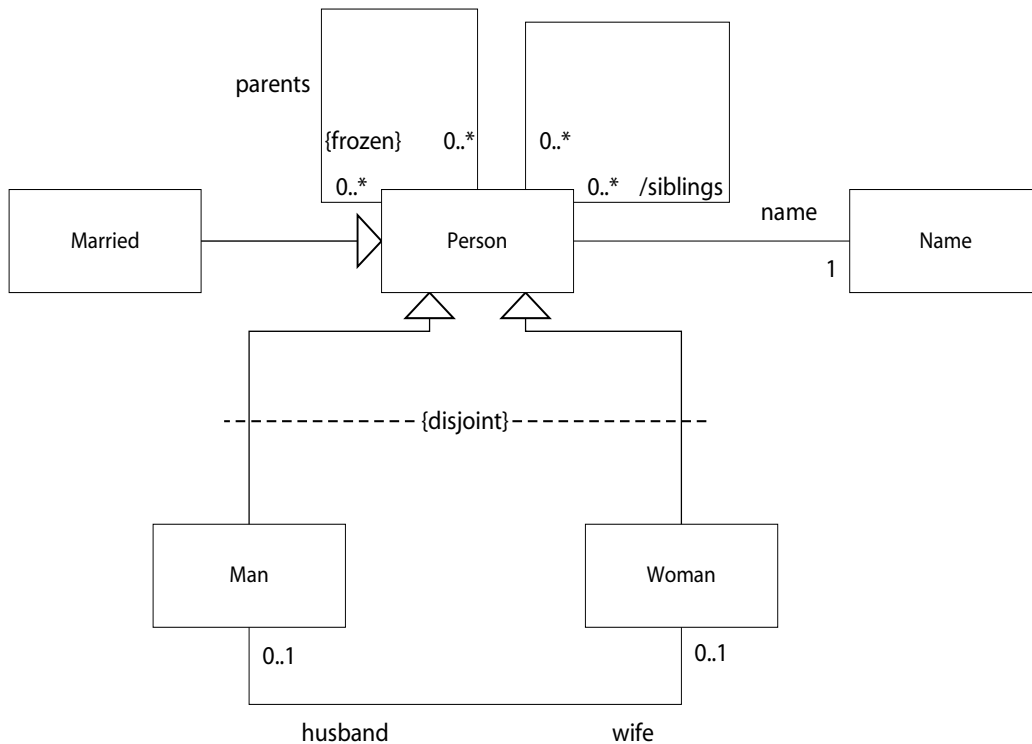 parents
{frozen}
0..*
0..*
0..*
0..* /siblings
name
Married
Person
Name
1
{disjoint}
Man
Woman
0..1
0..1
husband
wife